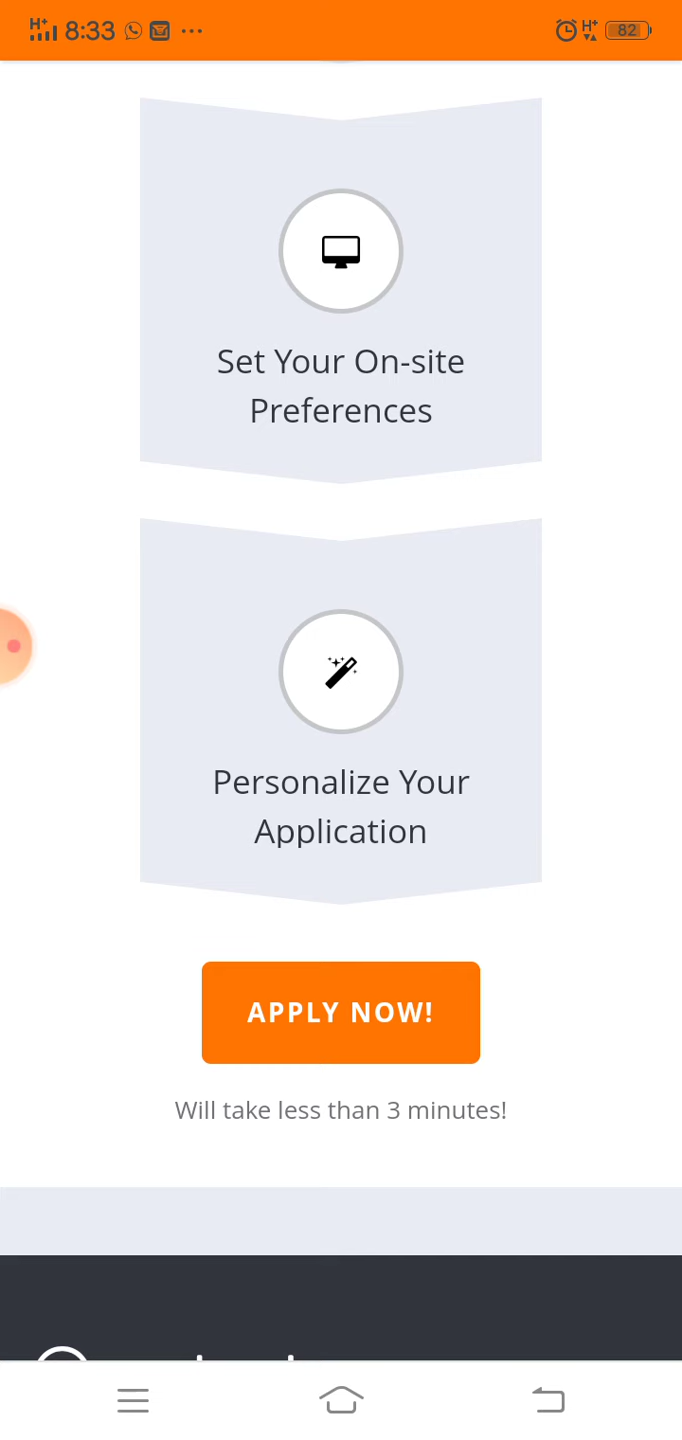 H+ 8:33 H+ 82
Set Your On-site
Preferences
Personalize Your
Application
APPLY NOW!
Will take less than 3 minutes!